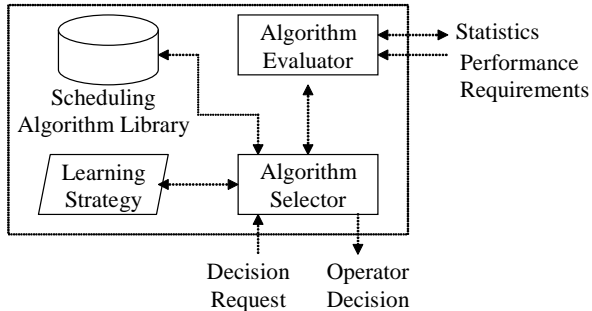 Algorithm
Evaluator
Statistics
Performance
Requirements
Scheduling
Algorithm Library
Learning
Strategy
Algorithm
Selector
Decision
Request
Operator
Decision